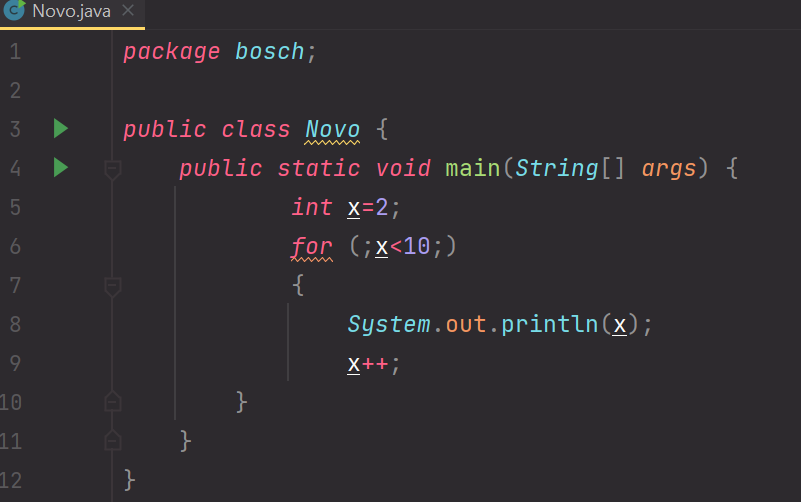 Novo.java
1 package bosch;
2
3 public class Novo {
4     public static void main(String[] args) {
5             int x=2;
6             for (;x<10;)
7             {
8                 System.out.println(x);
9                 x++;
10         }
11     }
12 }